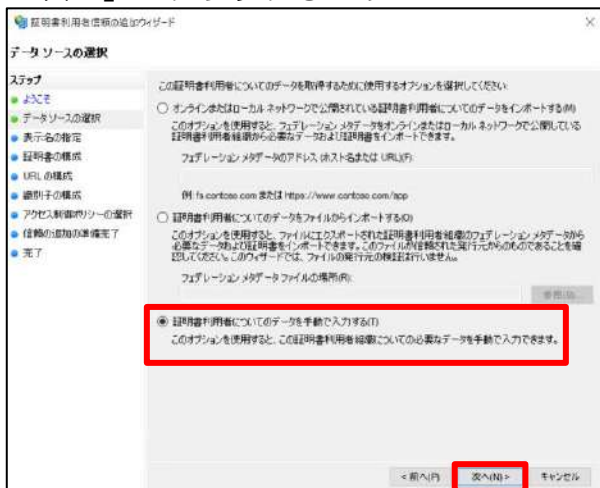 証明書利用者信頼の追加ウィザード
データ ソースの選択
ステップ
ようこそ
データ ソースの選択
表示名の指定
証明書の構成
URL の構成
識別子の構成
アクセス制御ポリシーの選択
信頼の追加の準備完了
完了
この証明書利用者についてのデータを取得するために使用するオプションを選択してください:
オンラインまたはローカル ネットワークで公開されている証明書利用者についてのデータをインポートする(M)
このオプションを使用すると、フェデレーション メタデータをオンラインまたはローカル ネットワークで公開している
証明書利用者組織から必要なデータおよび証明書をインポートできます。
フェデレーション メタデータのアドレス (ホスト名または URL)(F):
例: fs.contoso.com または https://www.contoso.com/app
証明書利用者についてのデータをファイルからインポートする(O)
このオプションを使用すると、ファイルにエクスポートされた証明書利用者組織のフェデレーション メタデータから
必要なデータおよび証明書をインポートできます。このファイルが信頼された発行元からのものであることを確
認してください。このウィザードでは、ファイルの発行元の検証は行いません。
フェデレーション メタデータ ファイルの場所(R):
参照(B)...
証明書利用者についてのデータを手動で入力する(T)
このオプションを使用すると、この証明書利用者組織についての必要なデータを手動で入力できます。
< 前へ(P)
次へ(N) >
キャンセル